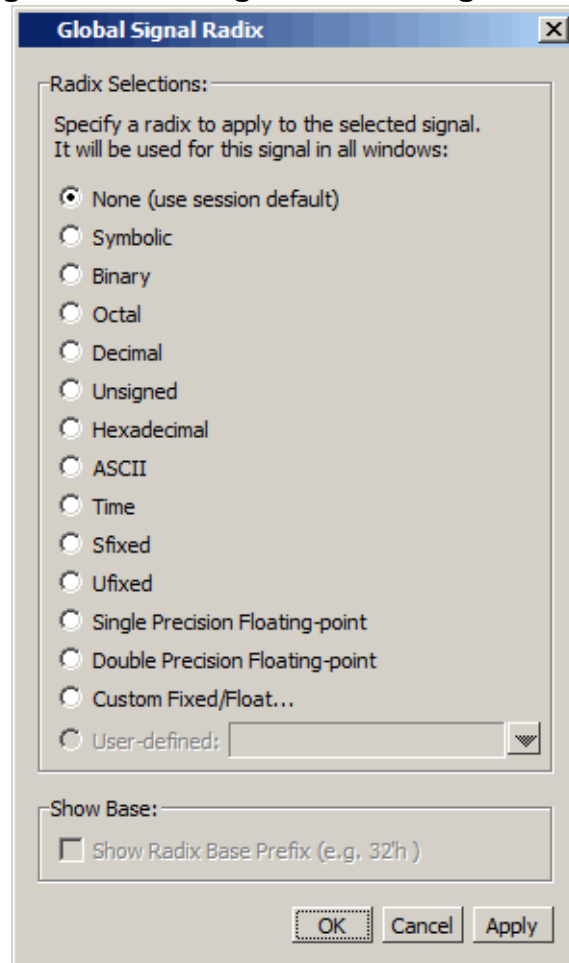 Global Signal Radix
Radix Selections:
Specify a radix to apply to the selected signal.
It will be used for this signal in all windows:
None (use session default)
Symbolic
Binary
Octal
Decimal
Unsigned
Hexadecimal
ASCII
Time
Sfixed
Ufixed
Single Precision Floating-point
Double Precision Floating-point
Custom Fixed/Float...
User-defined:
Show Base:
Show Radix Base Prefix (e.g. 32'h )
OK Cancel Apply